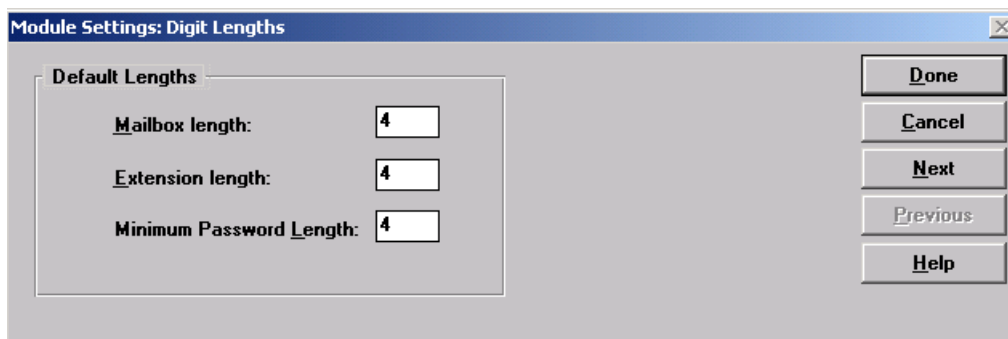 Module Settings: Digit Lengths
Default Lengths
Mailbox length: 4
Extension length: 4
Minimum Password Length: 4
Done
Cancel
Next
Previous
Help